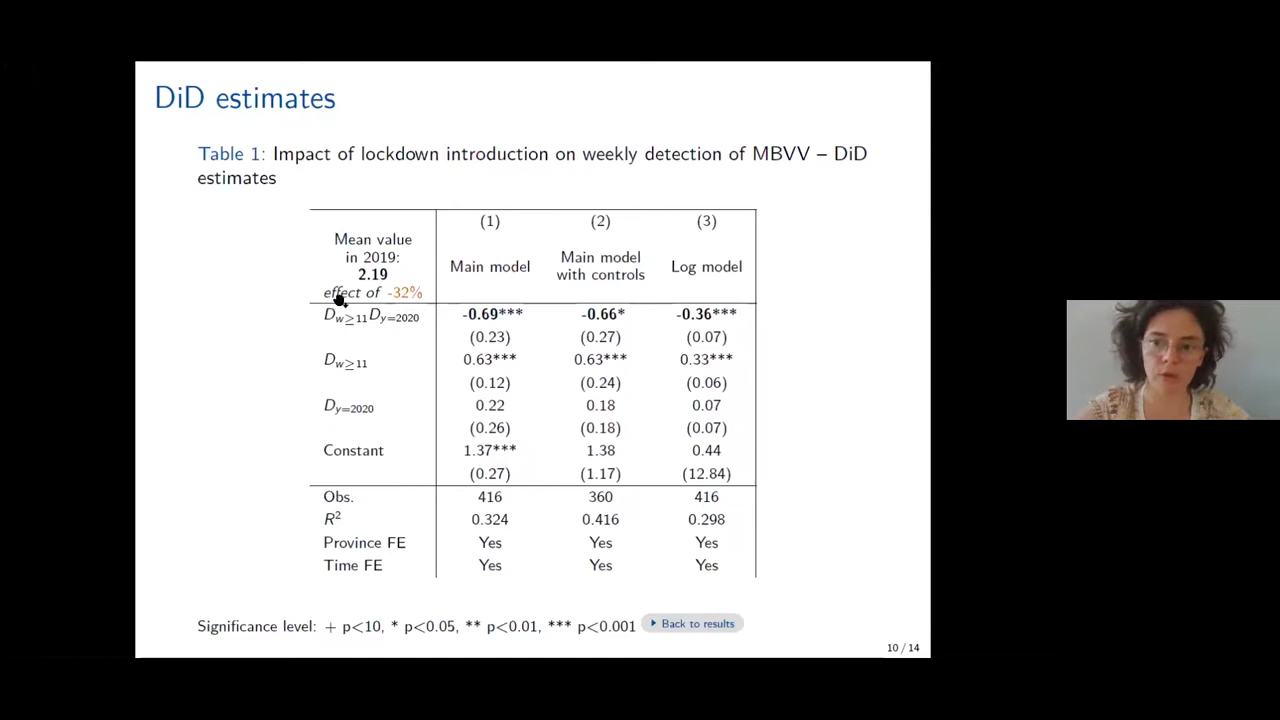 DiD estimates
Table 1: Impact of lockdown introduction on weekly detection of MBVV – DiD
estimates
(1) (2) (3)
Mean value
in 2019:
2.19
effect of -32%
Main model
Main model
with controls
Log model
D_{w≥11}D_{y=2020} -0.69*** -0.66* -0.36***
(0.23) (0.27) (0.07)
D_{w≥11} 0.63*** 0.63*** 0.33***
(0.12) (0.24) (0.06)
D_{y=2020} 0.22 0.18 0.07
(0.26) (0.18) (0.07)
Constant 1.37*** 1.38 0.44
(0.27) (1.17) (12.84)
Obs. 416 360 416
R² 0.324 0.416 0.298
Province FE Yes Yes Yes
Time FE Yes Yes Yes
Significance level: + p<10, * p<0.05, ** p<0.01, *** p<0.001 Back to results
10 / 14